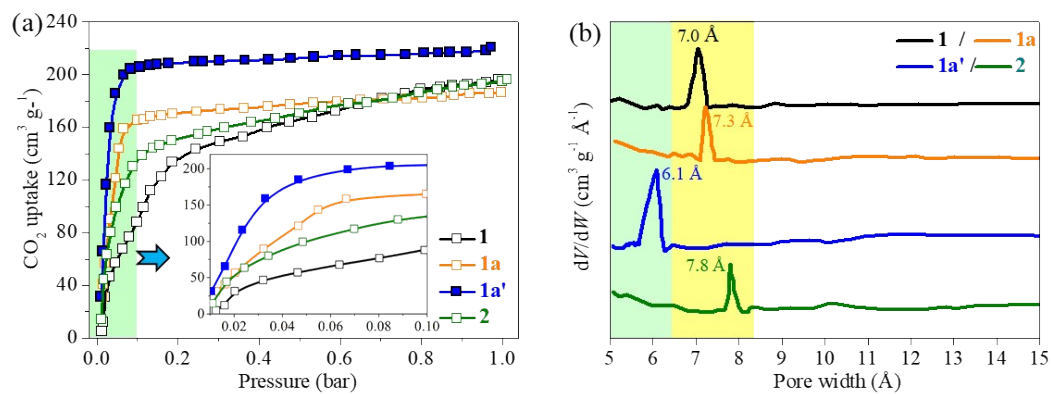 (a)
CO2 uptake (cm3 g-1)
240
200
160
120
80
40
0
0.0 0.2 0.4 0.6 0.8 1.0
Pressure (bar)
200
150
100
50
0
0.02 0.04 0.06 0.08 0.10
1
1a
1a'
2
(b)
dV/dW (cm3 g-1 Å-1)
7.0 Å
7.3 Å
6.1 Å
7.8 Å
1 / 1a
1a' / 2
5 6 7 8 9 10 11 12 13 14 15
Pore width (Å)